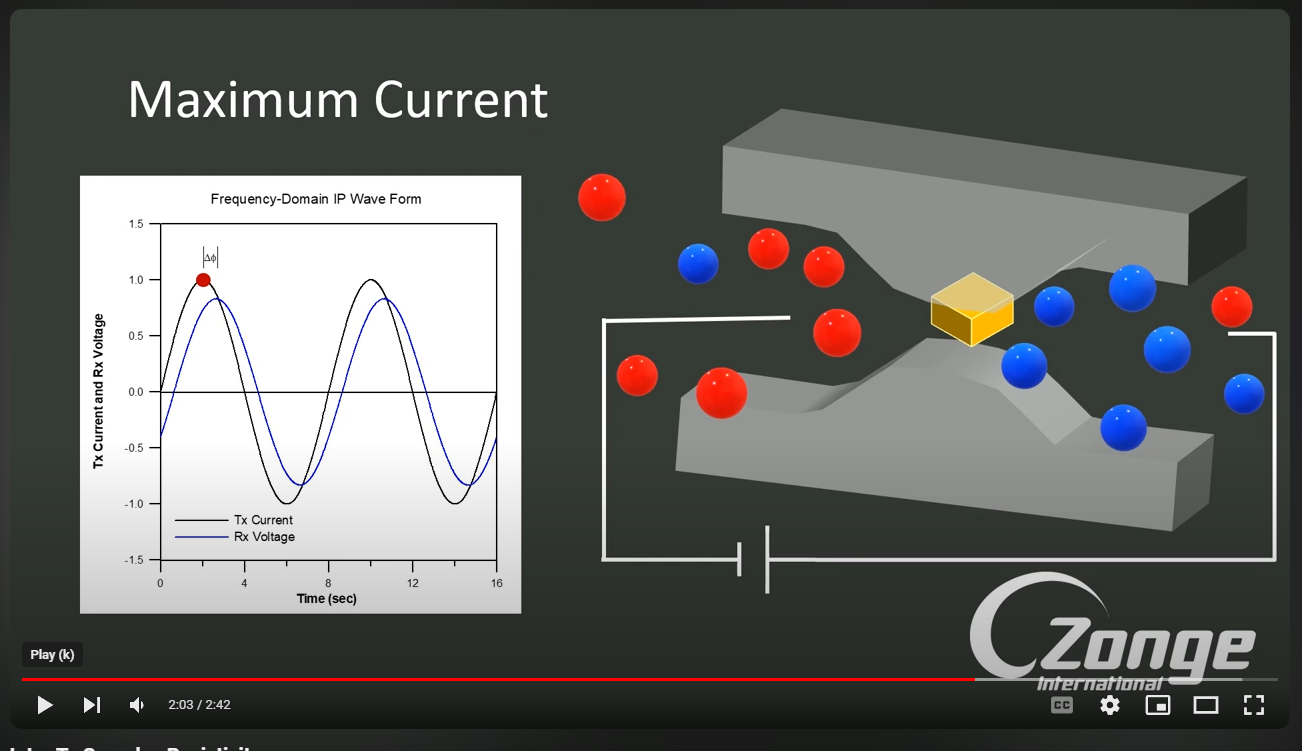 Maximum Current
Frequency-Domain IP Wave Form
1.5
|Δϕ|
1.0
0.5
0.0
-0.5
-1.0
-1.5
Tx Current and Rx Voltage
Tx Current
Rx Voltage
0 4 8 12 16
Time (sec)
Zonge
International
Play (k)
2:03 / 2:42
CC